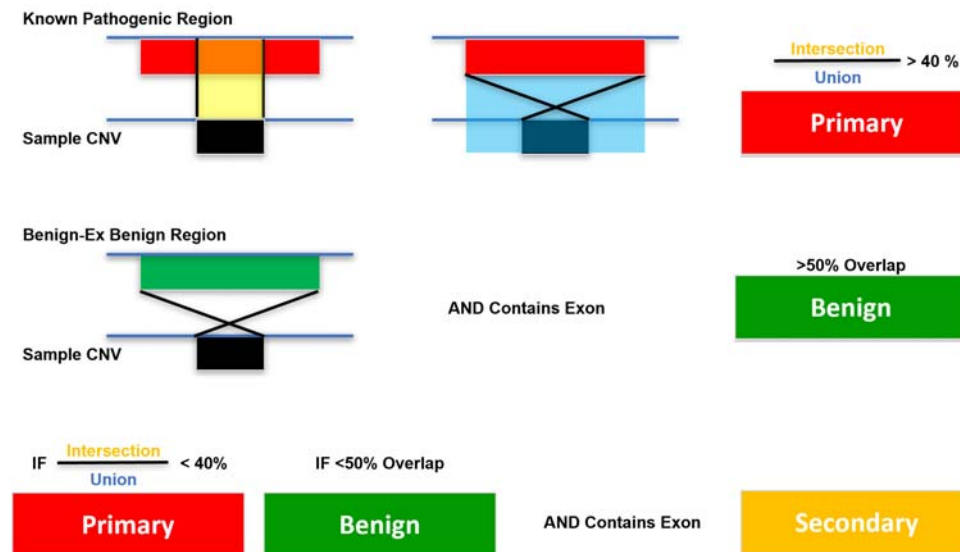 Known Pathogenic Region
Sample CNV
Intersection
Union
> 40 %
Primary
Benign-Ex Benign Region
Sample CNV
AND Contains Exon
>50% Overlap
Benign
IF
Intersection
Union
< 40%
Primary
IF <50% Overlap
Benign
AND Contains Exon
Secondary